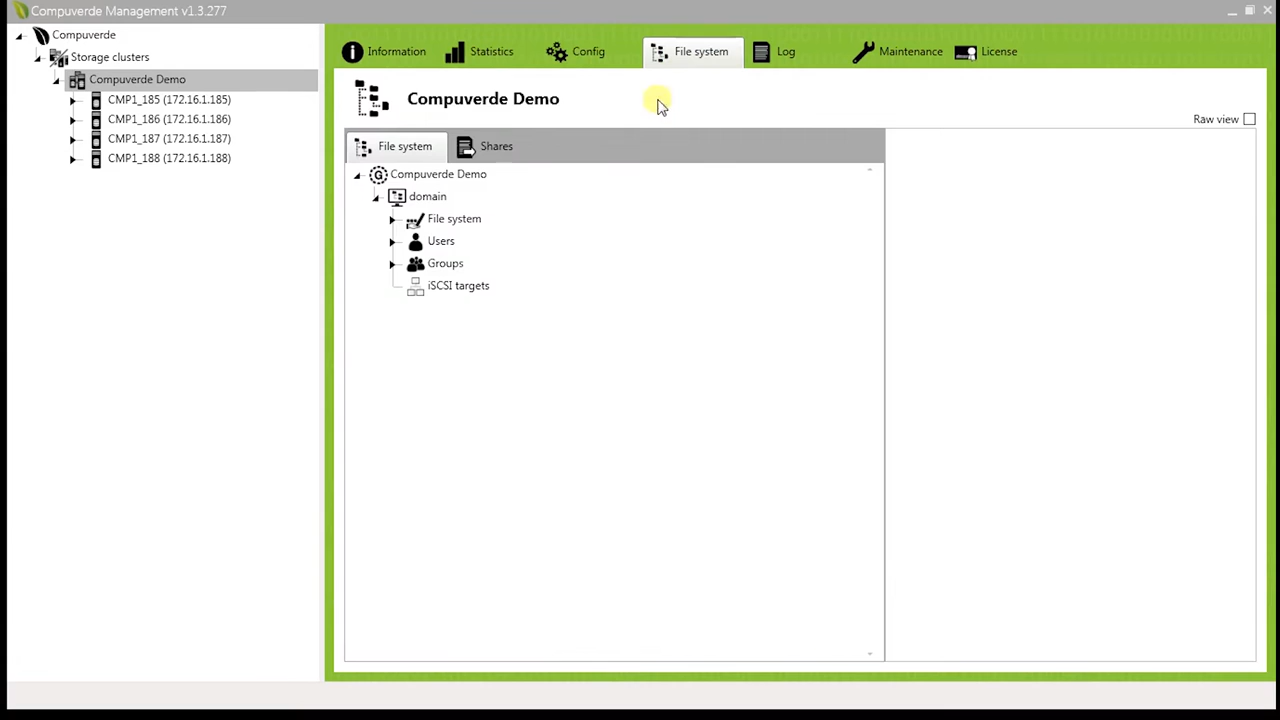 Compuverde Management v1.3.277
Compuverde
Storage clusters
Compuverde Demo
CMP1_185 (172.16.1.185)
CMP1_186 (172.16.1.186)
CMP1_187 (172.16.1.187)
CMP1_188 (172.16.1.188)
Information
Statistics
Config
File system
Log
Maintenance
License
Compuverde Demo
Raw view
File system
Shares
Compuverde Demo
domain
File system
Users
Groups
iSCSI targets